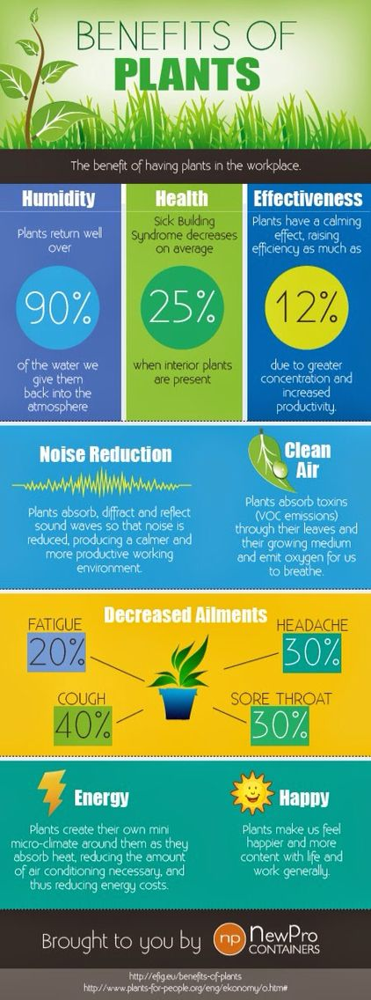 BENEFITS OF
PLANTS
The benefit of having plants in the workplace.
Humidity
Plants return well
over
90%
of the water we
give them
back into the
atmosphere
Health
Sick Building
Syndrome decreases
on average
25%
when interior plants
are present
Effectiveness
Plants have a calming
effect, raising
efficiency as much as
12%
due to greater
concentration and
increased
productivity.
Noise Reduction
Plants absorb, diffract and reflect
sound waves so that noise is
reduced, producing a calmer and
more productive working
environment.
Clean
Air
Plants absorb toxins
(VOC emissions)
through their leaves and
their growing medium
and emit oxygen for us
to breathe.
Decreased Ailments
FATIGUE
20%
HEADACHE
30%
COUGH
40%
SORE THROAT
30%
Energy
Plants create their own mini
micro-climate around them as they
absorb heat, reducing the amount
of air conditioning necessary, and
thus reducing energy costs.
Happy
Plants make us feel
happier and more
content with life and
work generally.
Brought to you by
np
NewPro
CONTAINERS
http://efig.eu/benefits-of-plants
http://www.plants-for-people.org/eng/ekonomy/o.htm#